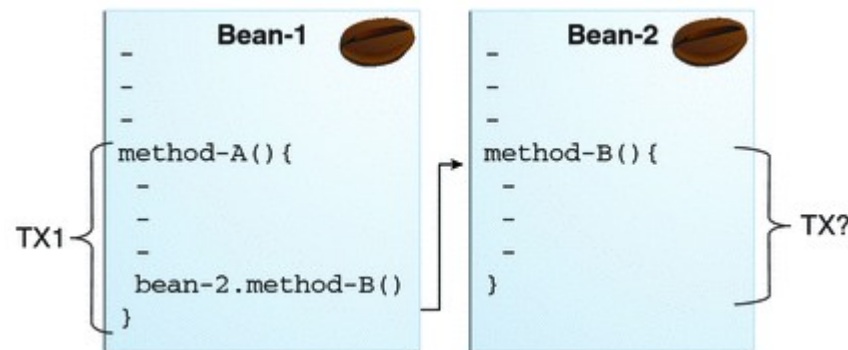 Bean-1
-
-
-
method-A(){
-
-
-
bean-2.method-B()
}
TX1
Bean-2
-
-
-
method-B(){
-
-
-
}
TX?